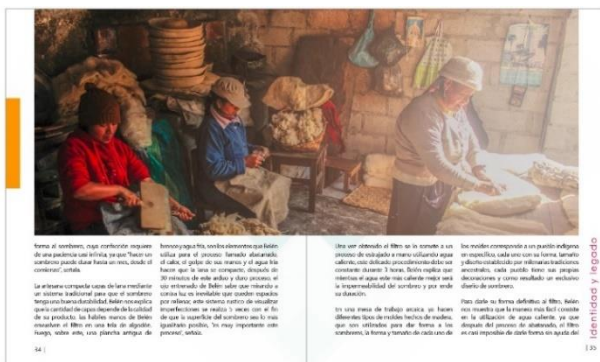 forma al sombrero, cuya confección requiere
de una paciencia casi infinita, ya que "hacer un
sombrero puede durar hasta un mes, desde el
comienzo", señala.
La artesana compacta capas de lana mediante
un sistema tradicional para que el sombrero
tenga una buena durabilidad, Belén nos explica
que la cantidad de capas depende de la calidad
de su producto, las hábiles manos de Belén
envuelven el fieltro en una tela de algodón.
Luego, sobre este, una plancha antigua de
bronce y agua fría, son los elementos que Belén
utiliza para el proceso llamado abatanado.
El calor, el golpe de sus manos y el agua fría
hacen que la lana se compacte, después de
30 minutos de este arduo y duro proceso, el
ojo entrenado de Belén sabe que mirando a
contra luz es inevitable que queden espacios
por rellenar, este sistema rústico de visualizar
imperfecciones se realiza 5 veces con el fin
de que la superficie del sombrero sea lo más
igualitario posible, "es muy importante este
proceso", señala.
Una vez obtenido el fieltro se lo somete a un
proceso de estrujado a mano utilizando agua
caliente, este delicado procedimiento debe ser
constante durante 3 horas. Belén explica que
mientras el agua este más caliente mejor será
la impermeabilidad del sombrero y por ende
su duración.
En una mesa de trabajo arcaica, ya hacen
diferentes tipos de moldes hechos de madera,
que son utilizados para dar forma a los
sombreros, la forma y tamaño de cada uno de
los moldes corresponde a un pueblo indígena
en específico, cada uno con su forma, tamaño
y diseño establecido por milenarias tradiciones
ancestrales, cada pueblo tiene sus propias
decoraciones y como resultado un exclusivo
diseño de sombrero.
Para darle su forma definitiva al fieltro, Belén
nos muestra que la manera más fácil consiste
en la utilización de agua caliente, ya que
después del proceso de abatanado, el fieltro
es casi imposible de darle forma sin ayuda del
34 |
| 35
Identidad y legado